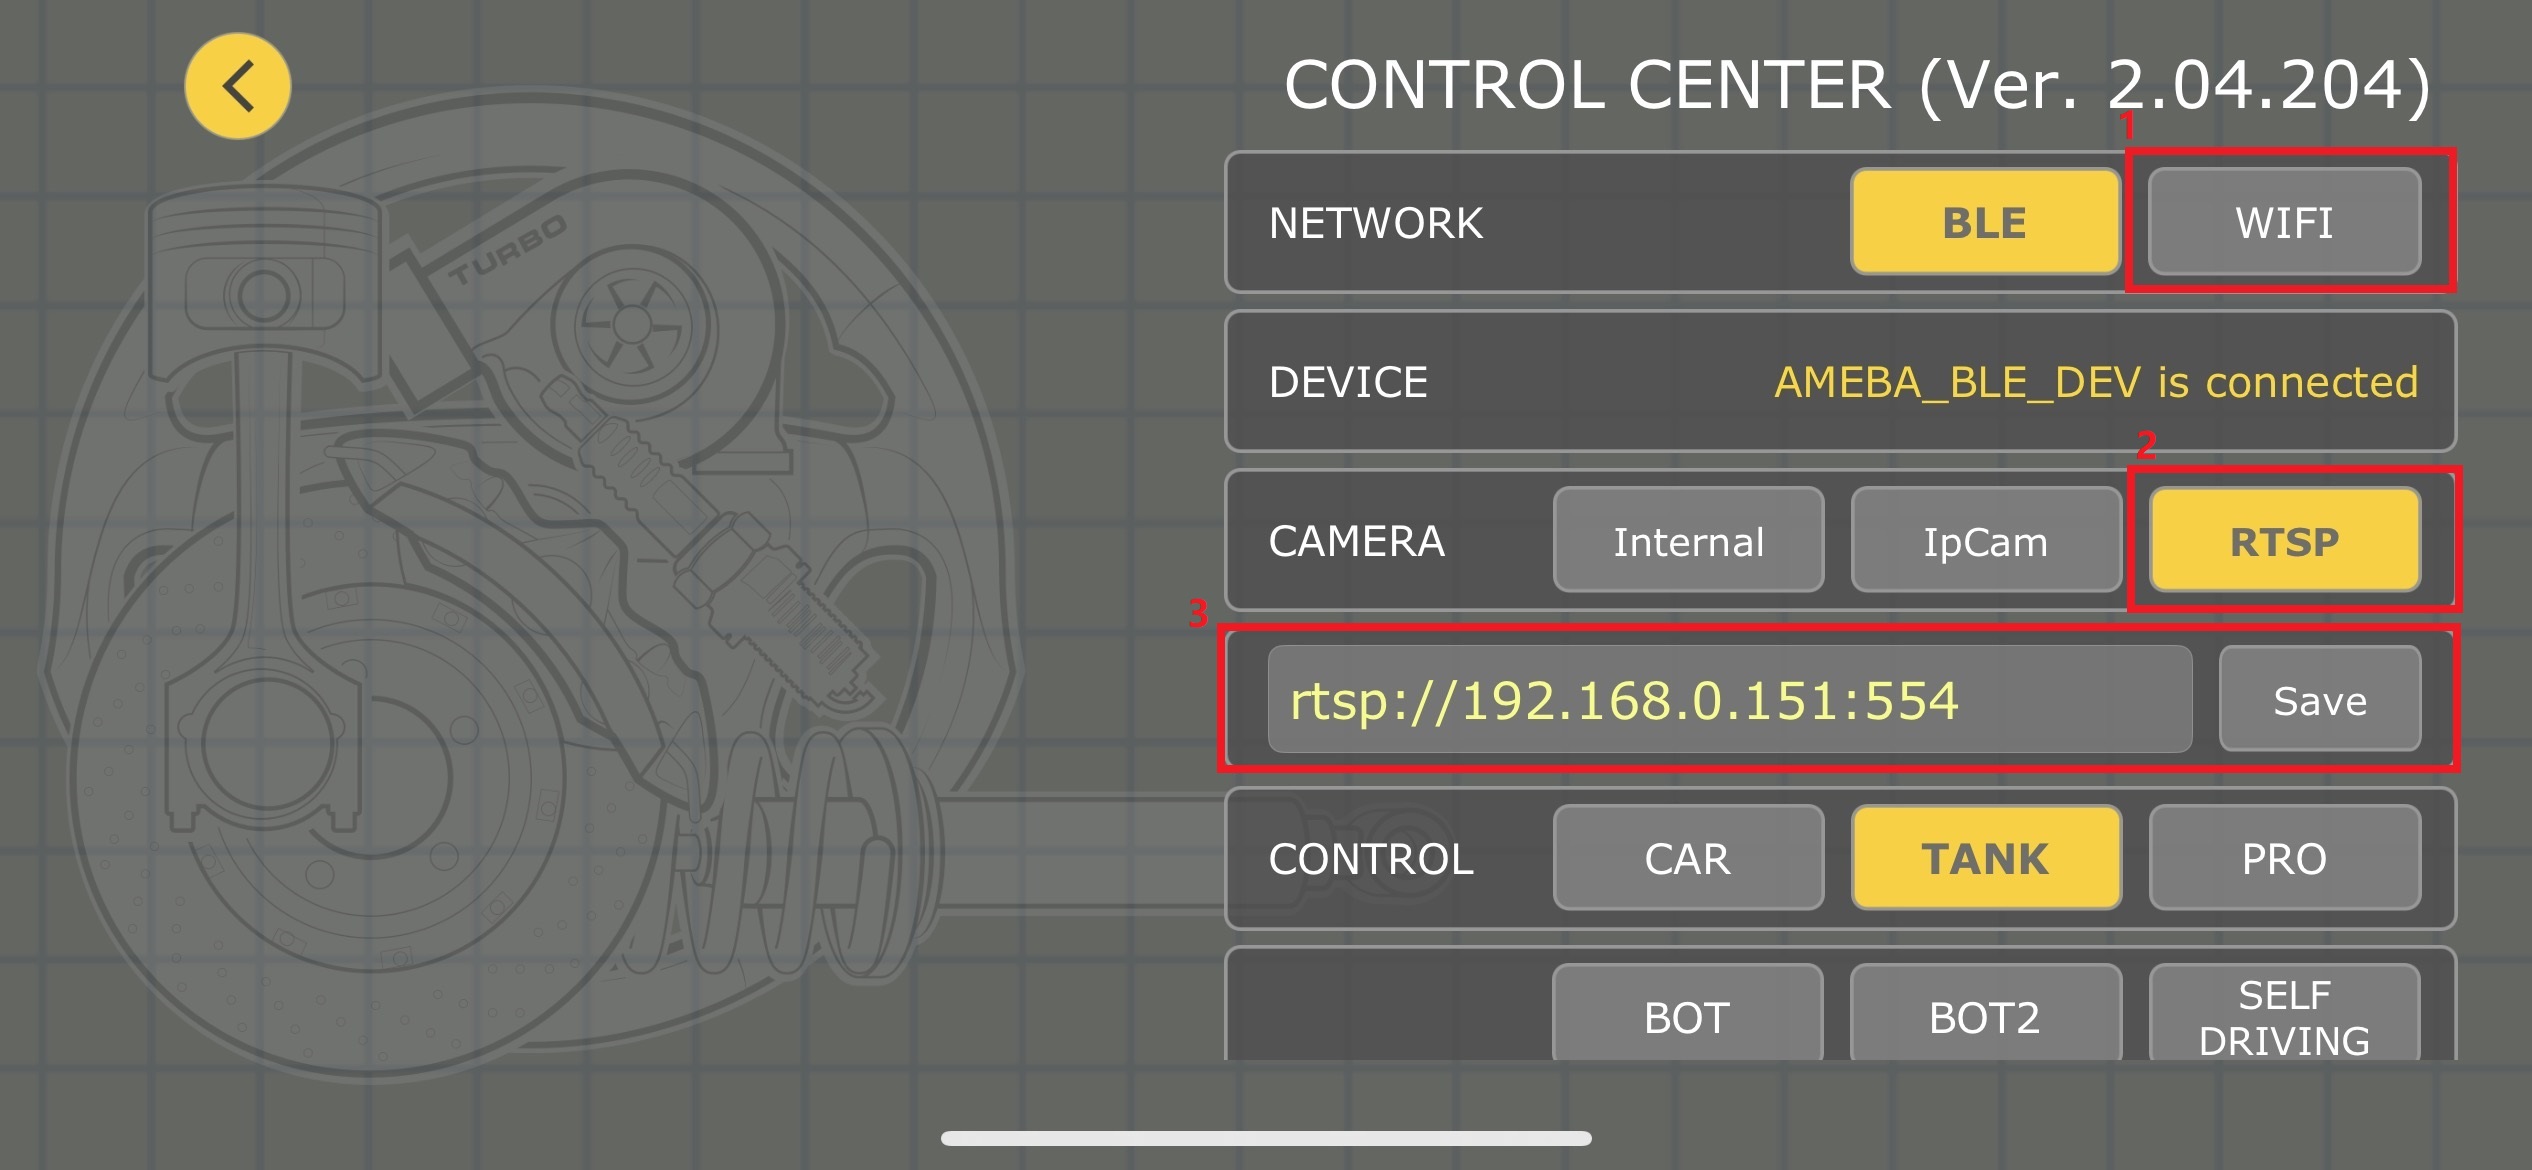 CONTROL CENTER (Ver. 2.04.204)
1
NETWORK BLE WIFI
TURBO
DEVICE AMEBA_BLE_DEV is connected
2
CAMERA Internal IpCam RTSP
3
rtsp://192.168.0.151:554 Save
CONTROL CAR TANK PRO
BOT BOT2 SELF
DRIVING